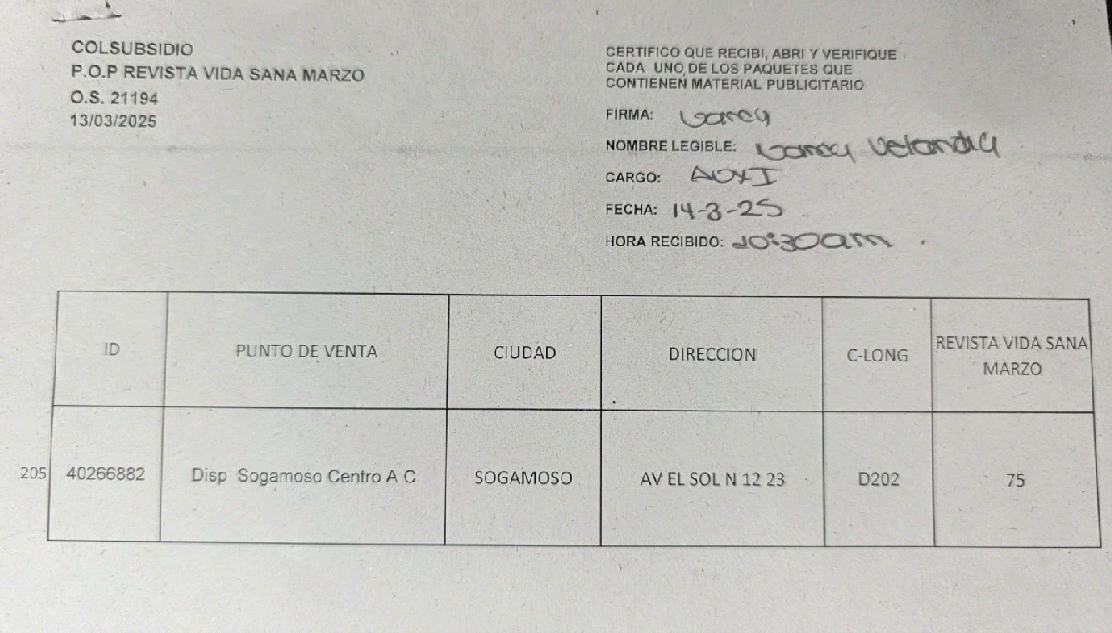 COLSUBSIDIO
P.O.P REVISTA VIDA SANA MARZO
O.S. 21194
13/03/2025
CERTIFICO QUE RECIBI, ABRI Y VERIFIQUE
CADA UNO, DE LOS PAQUETES QUE
CONTIENEN MATERIAL PUBLICITARIO
FIRMA:
NOMBRE LEGIBLE: Velandia
CARGO: AUXI
FECHA: 14-3-25
HORA RECIBIDO: 10:30am
ID PUNTO DE VENTA CIUDAD DIRECCION C-LONG REVISTA VIDA SANA
MARZO
205 40266882 Disp Sogamoso Centro A C SOGAMOSO AV EL SOL N 12 23 D202 75